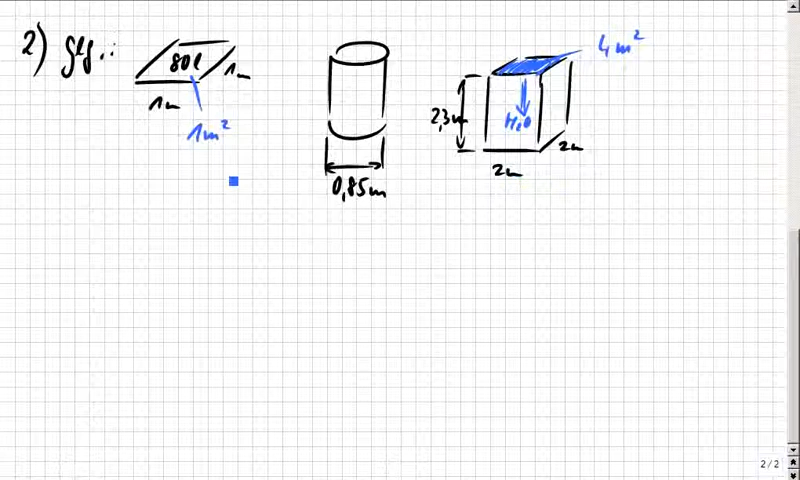 2) geg.:
80l
1m
1m
1m²
0,85m
2,3m
H₂O
4m²
2m
2m
2/2